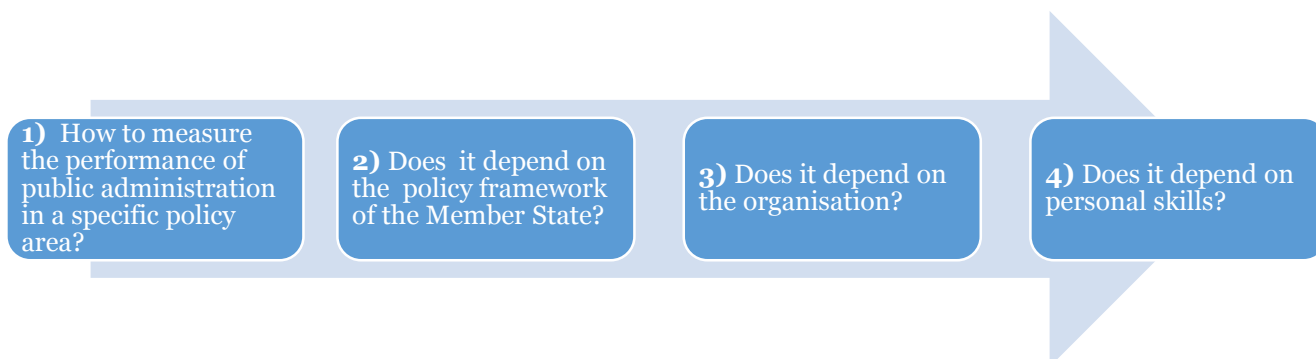 1) How to measure
the performance of
public administration
in a specific policy
area?
2) Does it depend on
the policy framework
of the Member State?
3) Does it depend on
the organisation?
4) Does it depend on
personal skills?